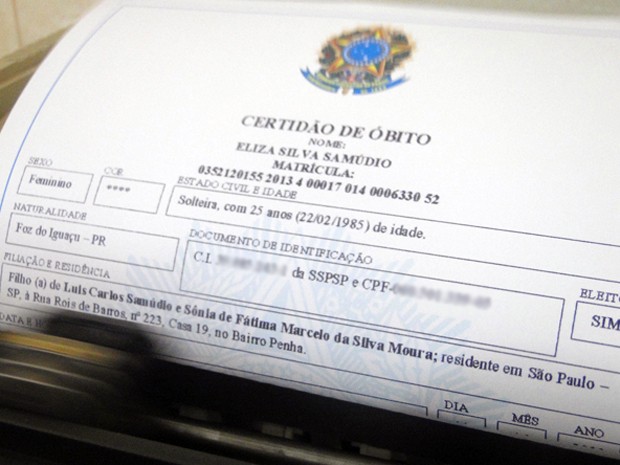 CERTIDÃO DE ÓBITO
NOME:
ELIZA SILVA SAMÚDIO
MATRÍCULA:
0352120155 2013 4 00017 014 0006330 52
SEXO
Feminino
COR
****
ESTADO CIVIL E IDADE
Solteira, com 25 anos (22/02/1985) de idade.
NATURALIDADE
Foz do Iguaçu – PR
DOCUMENTO DE IDENTIFICAÇÃO
C.I. da SSPSP e CPF-
ELEIT
SIM
FILIAÇÃO E RESIDÊNCIA
Filho (a) de Luis Carlos Samúdio e Sônia de Fátima Marcelo da Silva Moura; residente em São Paulo –
SP, à Rua Rois de Barros, nº 223, Casa 19, no Bairro Penha.
DATA E H
DIA
MÊS
ANO